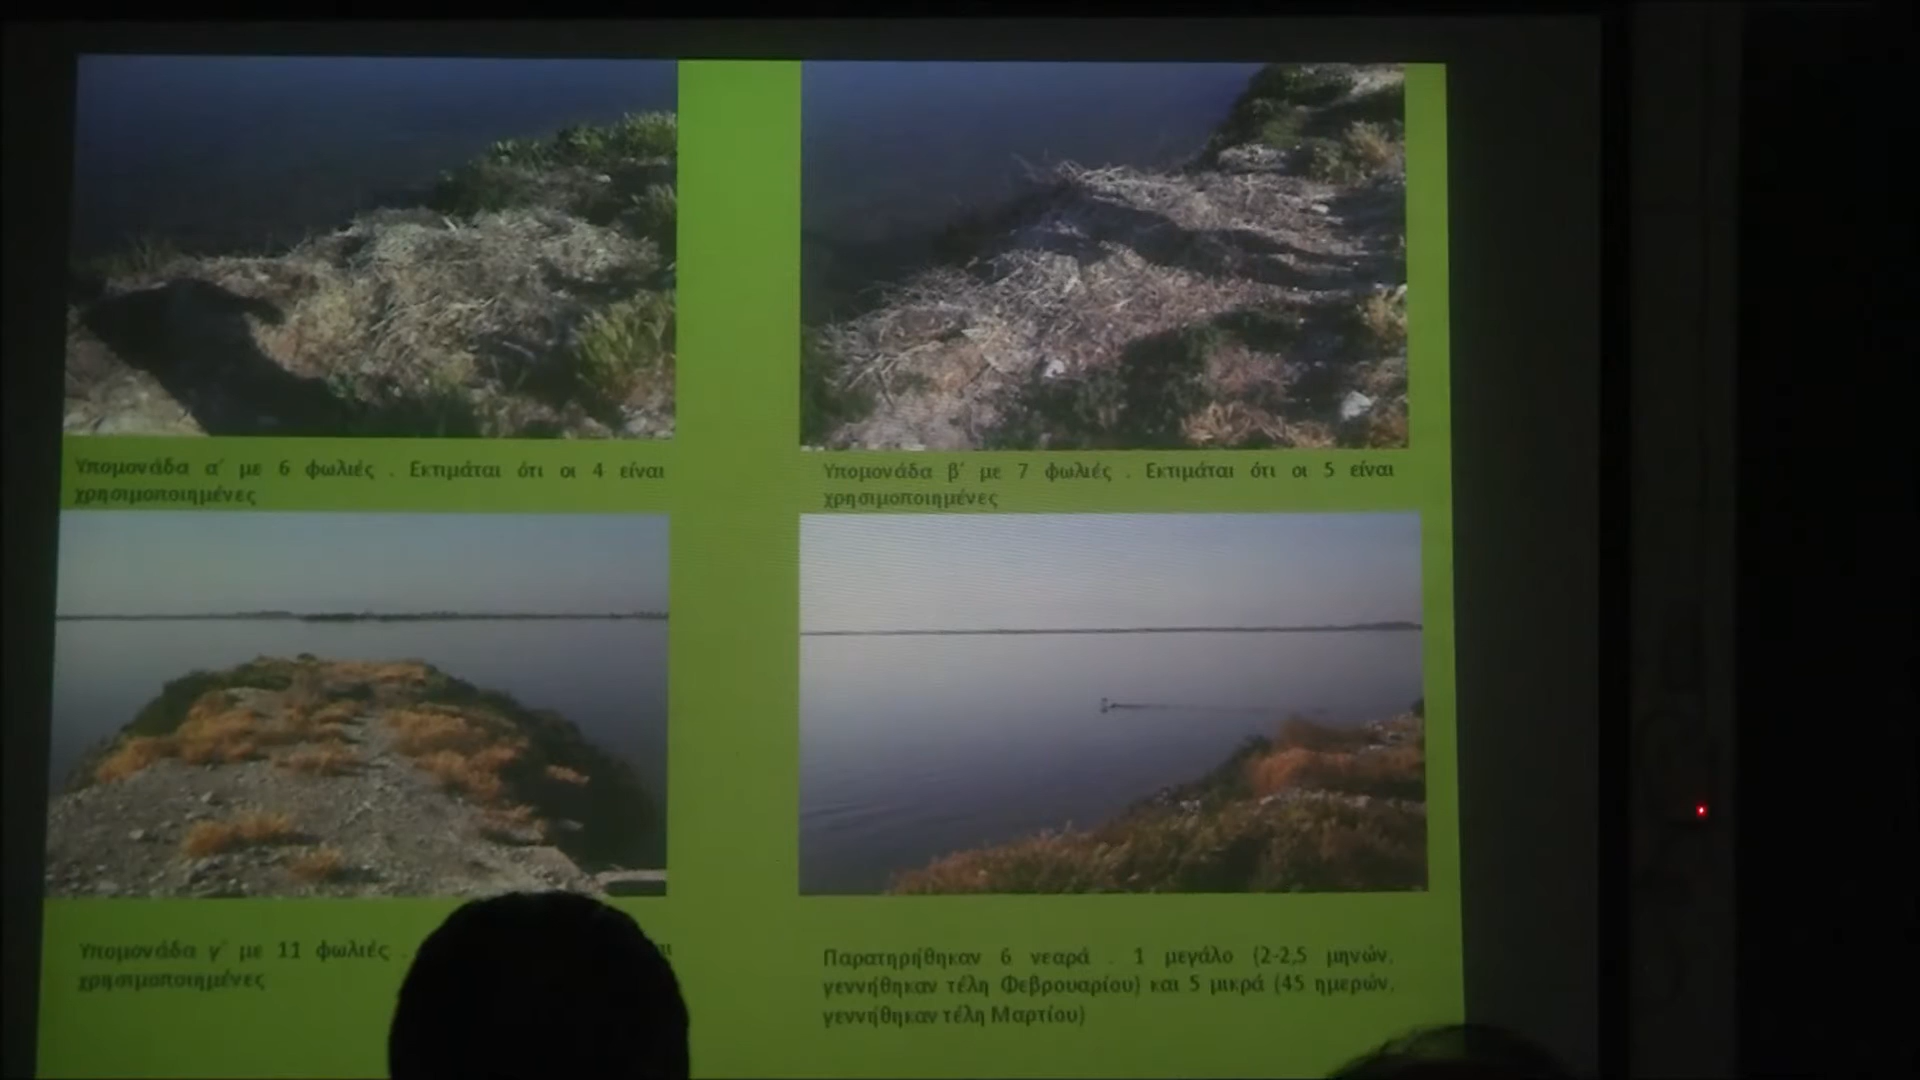 Υπομονάδα α΄ με 6 φωλιές . Εκτιμάται ότι οι 4 είναι
χρησιμοποιημένες
Υπομονάδα β΄ με 7 φωλιές . Εκτιμάται ότι οι 5 είναι
χρησιμοποιημένες
Υπομονάδα γ΄ με 11 φωλιές .
χρησιμοποιημένες
Παρατηρήθηκαν 6 νεαρά . 1 μεγάλο (2-2,5 μηνών,
γεννήθηκαν τέλη Φεβρουαρίου) και 5 μικρά (45 ημερών,
γεννήθηκαν τέλη Μαρτίου)